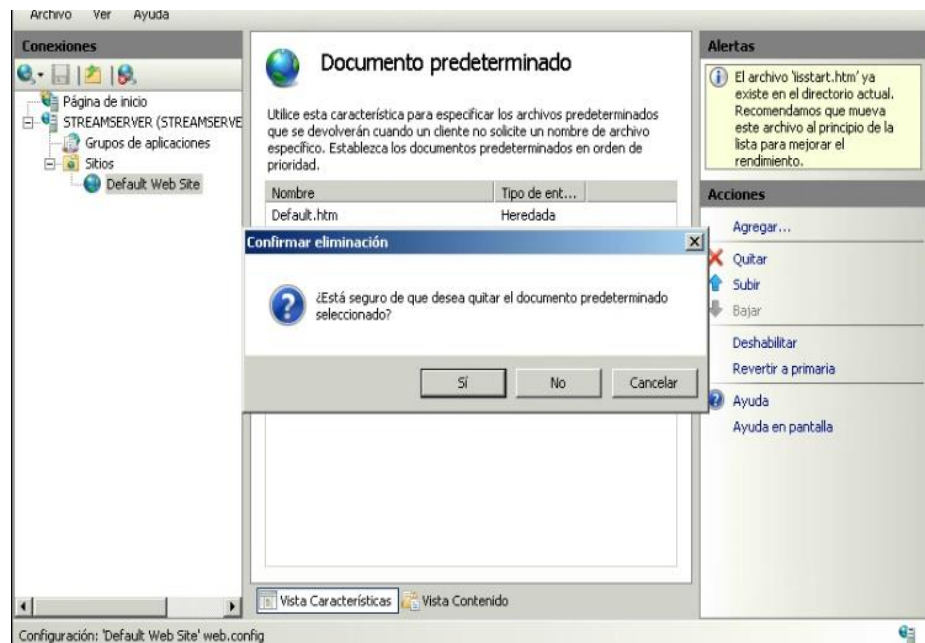 Archivo Ver Ayuda
Conexiones
Página de inicio
STREAMSERVER (STREAMSERVE
Grupos de aplicaciones
Sitios
Default Web Site
Documento predeterminado
Utilice esta característica para especificar los archivos predeterminados
que se devolverán cuando un cliente no solicite un nombre de archivo
específico. Establezca los documentos predeterminados en orden de
prioridad.
Nombre Tipo de ent...
Default.htm Heredada
Confirmar eliminación
¿Está seguro de que desea quitar el documento predeterminado
seleccionado?
Sí No Cancelar
Vista Características Vista Contenido
Alertas
El archivo 'iisstart.htm' ya
existe en el directorio actual.
Recomendamos que mueva
este archivo al principio de la
lista para mejorar el
rendimiento.
Acciones
Agregar...
Quitar
Subir
Bajar
Deshabilitar
Revertir a primaria
Ayuda
Ayuda en pantalla
Configuración: 'Default Web Site' web.config